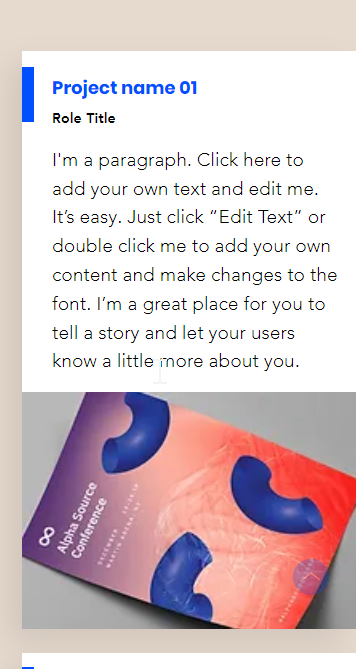 Project name 01
Role Title
I'm a paragraph. Click here to
add your own text and edit me.
It’s easy. Just click “Edit Text” or
double click me to add your own
content and make changes to the
font. I’m a great place for you to
tell a story and let your users
know a little more about you.
Alpha Source
Conference